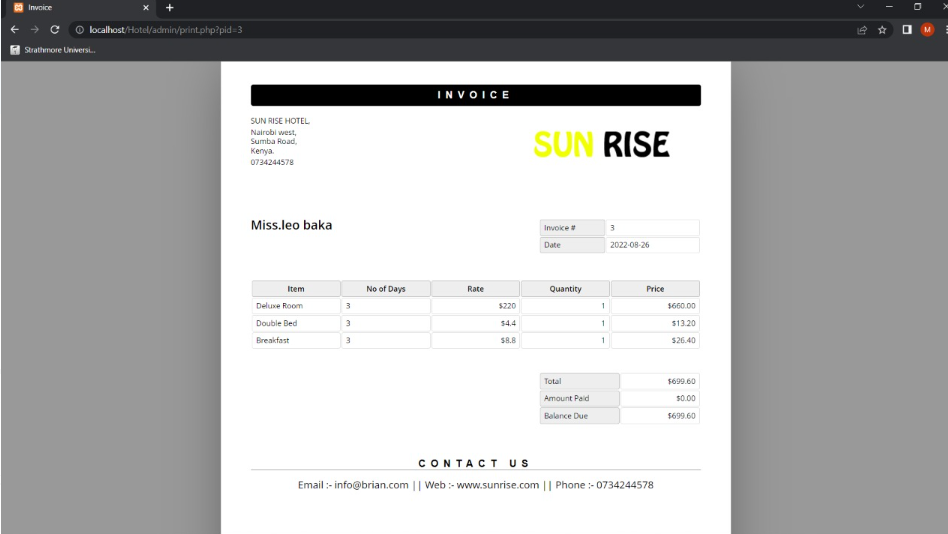 Invoice
localhost/Hotel/admin/print.php?pid=3
M
Strathmore Universi...
INVOICE
SUN RISE HOTEL,
Nairobi west,
Sumba Road,
Kenya.
0734244578
SUN RISE
Miss.leo baka
Invoice # 3
Date 2022-08-26
Item No of Days Rate Quantity Price
Deluxe Room 3 $220 1 $660.00
Double Bed 3 $4.4 1 $13.20
Breakfast 3 $8.8 1 $26.40
Total $699.60
Amount Paid $0.00
Balance Due $699.60
CONTACT US
Email :- info@brian.com || Web :- www.sunrise.com || Phone :- 0734244578